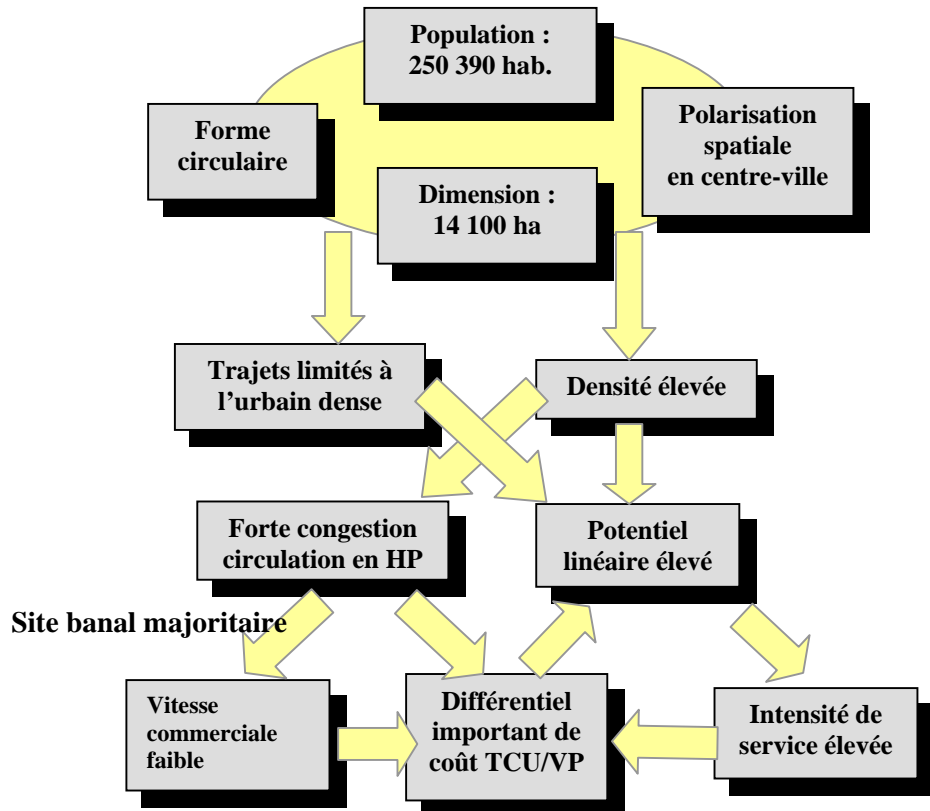 Population :
250 390 hab.
Forme
circulaire
Polarisation
spatiale
en centre-ville
Dimension :
14 100 ha
Trajets limités à
l’urbain dense
Densité élevée
Forte congestion
circulation en HP
Potentiel
linéaire élevé
Site banal majoritaire
Vitesse
commerciale
faible
Différentiel
important de
coût TCU/VP
Intensité de
service élevée